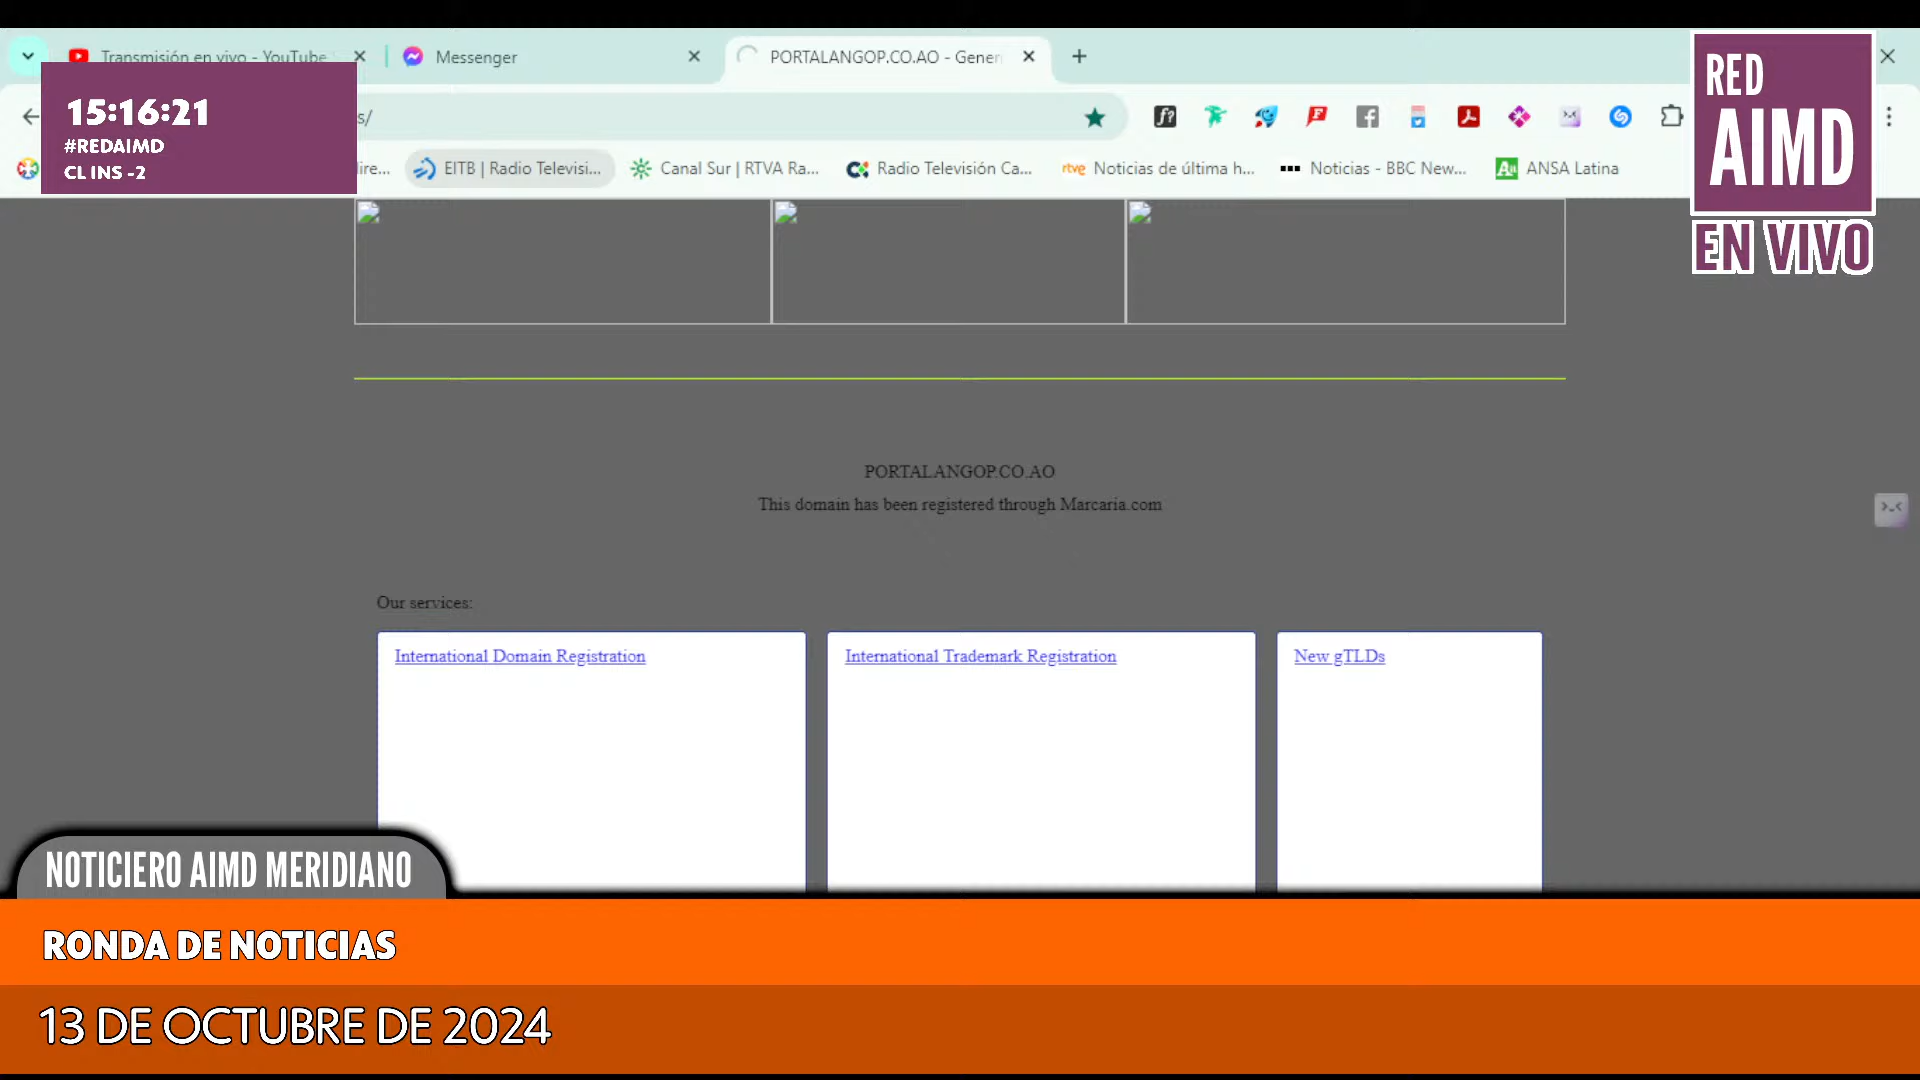 Transmisión en vivo - YouTube
Messenger
PORTALANGOP.CO.AO - Gener
15:16:21
#REDAIMD
CL INS -2
s/
RED
AIMD
EN VIVO
ire...
EITB | Radio Televisi...
Canal Sur | RTVA Ra...
Radio Televisión Ca...
rtve Noticias de última h...
Noticias - BBC New...
ANSA Latina
PORTALANGOP.CO.AO
This domain has been registered through Marcaria.com
Our services:
International Domain Registration
International Trademark Registration
New gTLDs
NOTICIERO AIMD MERIDIANO
RONDA DE NOTICIAS
13 DE OCTUBRE DE 2024